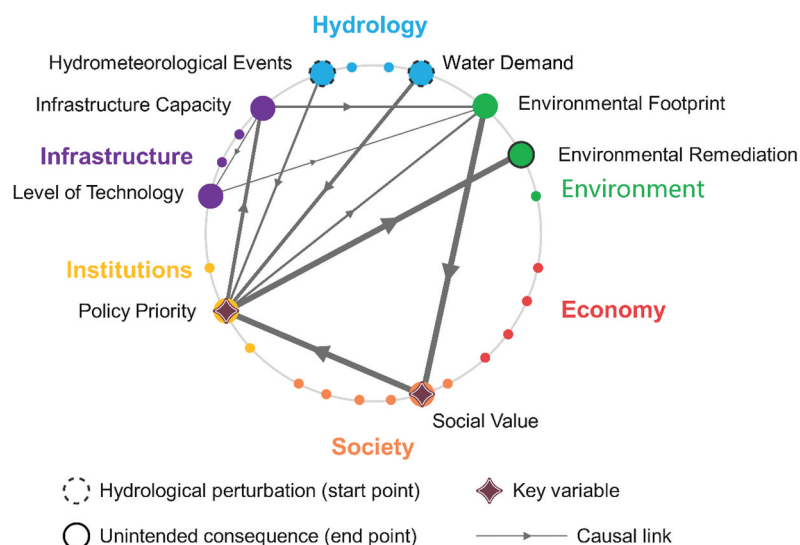 Hydrology
Hydrometeorological Events
Water Demand
Infrastructure Capacity
Environmental Footprint
Infrastructure
Environmental Remediation
Level of Technology
Environment
Institutions
Policy Priority
Economy
Social Value
Society
Hydrological perturbation (start point)
Key variable
Unintended consequence (end point)
Causal link